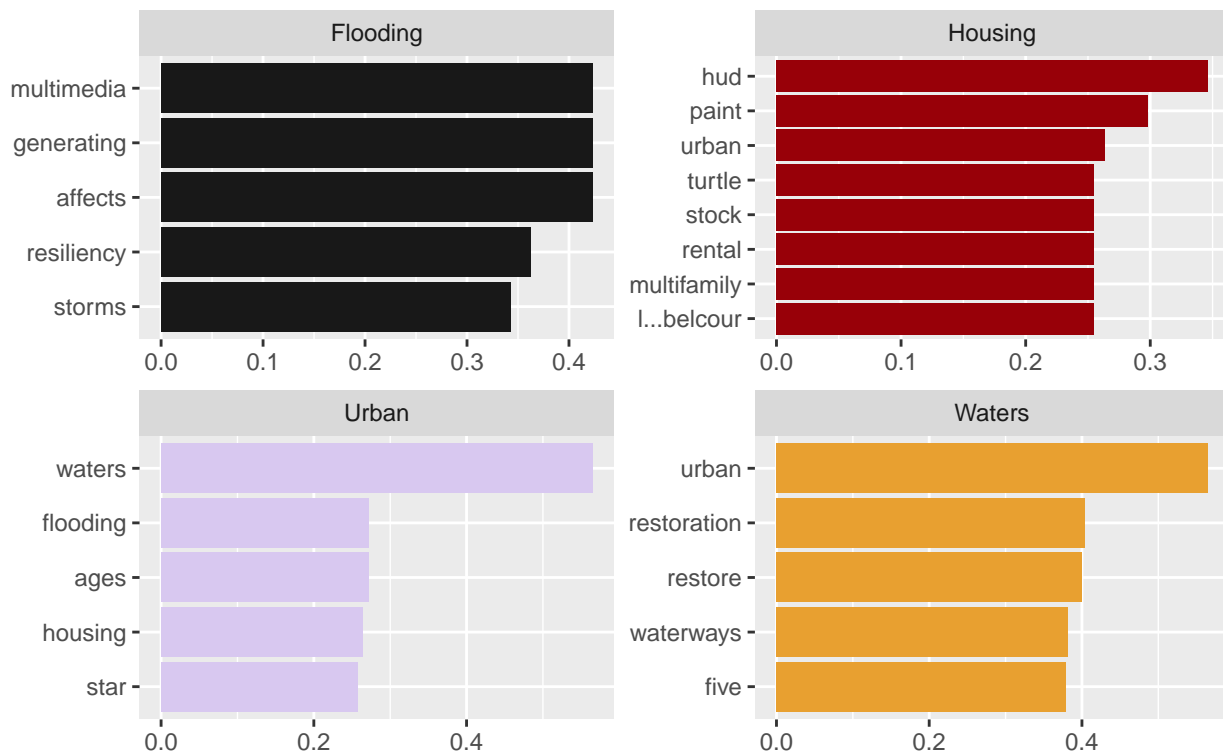 Flooding
multimedia
generating
affects
resiliency
storms
0.0 0.1 0.2 0.3 0.4
Housing
hud
paint
urban
turtle
stock
rental
multifamily
l...belcour
0.0 0.1 0.2 0.3
Urban
waters
flooding
ages
housing
star
0.0 0.2 0.4
Waters
urban
restoration
restore
waterways
five
0.0 0.2 0.4